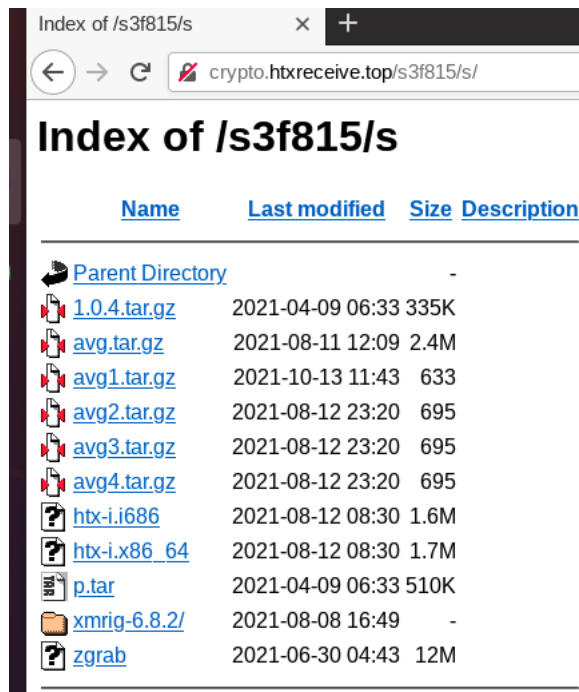 Index of /s3f815/s
crypto.htxreceive.top/s3f815/s/
Index of /s3f815/s
Name Last modified Size Description
Parent Directory -
1.0.4.tar.gz 2021-04-09 06:33 335K
avg.tar.gz 2021-08-11 12:09 2.4M
avg1.tar.gz 2021-10-13 11:43 633
avg2.tar.gz 2021-08-12 23:20 695
avg3.tar.gz 2021-08-12 23:20 695
avg4.tar.gz 2021-08-12 23:20 695
htx-i.i686 2021-08-12 08:30 1.6M
htx-i.x86_64 2021-08-12 08:30 1.7M
p.tar 2021-04-09 06:33 510K
xmrig-6.8.2/ 2021-08-08 16:49 -
zgrab 2021-06-30 04:43 12M